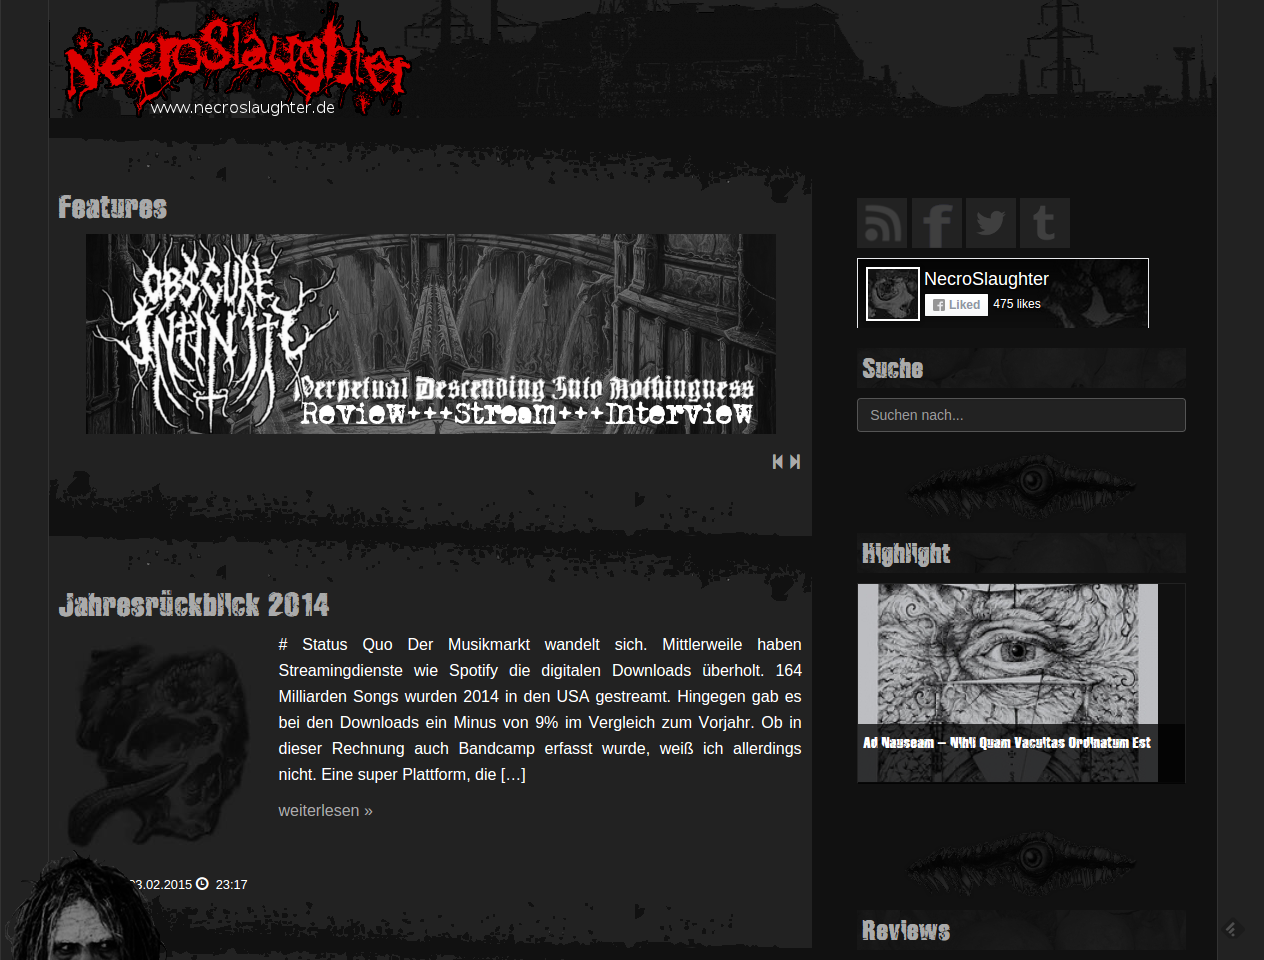 NecroSlaughter
www.necroslaughter.de
Features
OBSCURE
INFINITY
Perpetual Descending Into Nothingness
Review+++Stream+++Interview
NecroSlaughter
Liked
475 likes
Suche
Suchen nach...
Highlight
Ad Nauseam – Nihil Quam Vacuitas Ordinatum Est
Jahresrückblick 2014
# Status Quo Der Musikmarkt wandelt sich. Mittlerweile haben
Streamingdienste wie Spotify die digitalen Downloads überholt. 164
Milliarden Songs wurden 2014 in den USA gestreamt. Hingegen gab es
bei den Downloads ein Minus von 9% im Vergleich zum Vorjahr. Ob in
dieser Rechnung auch Bandcamp erfasst wurde, weiß ich allerdings
nicht. Eine super Plattform, die […]
weiterlesen »
23.02.2015 23:17
Reviews